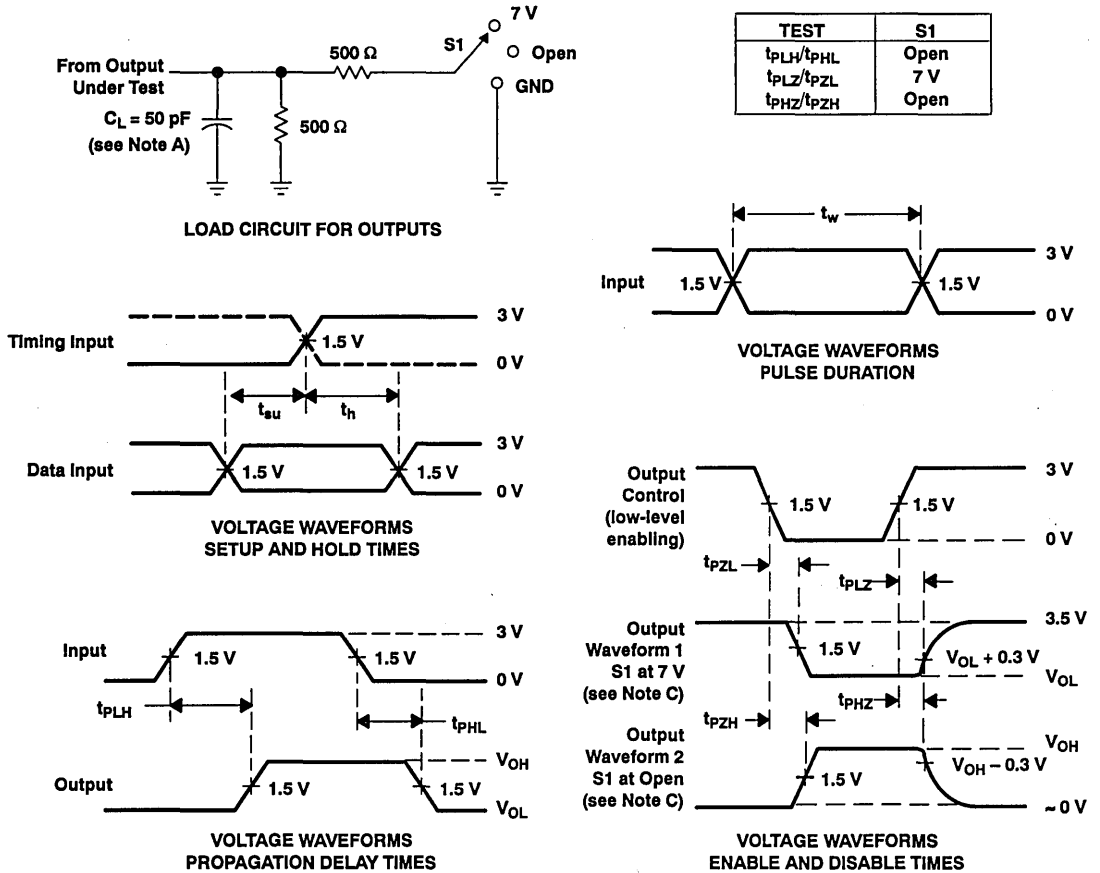 7 V
S1
Open
GND
500 Ω
From Output
Under Test
C_L = 50 pF
(see Note A)
500 Ω
LOAD CIRCUIT FOR OUTPUTS
TEST S1
t_PLH/t_PHL Open
t_PLZ/t_PZL 7 V
t_PHZ/t_PZH Open
t_w
3 V
Input 1.5 V 1.5 V
0 V
VOLTAGE WAVEFORMS
PULSE DURATION
3 V
Timing Input 1.5 V
0 V
t_su t_h
3 V
Data Input 1.5 V 1.5 V
0 V
VOLTAGE WAVEFORMS
SETUP AND HOLD TIMES
3 V
Input 1.5 V 1.5 V
0 V
t_PLH t_PHL
V_OH
Output 1.5 V 1.5 V
V_OL
VOLTAGE WAVEFORMS
PROPAGATION DELAY TIMES
Output
Control
(low-level
enabling)
3 V
1.5 V 1.5 V
0 V
t_PZL t_PLZ
Output
Waveform 1
S1 at 7 V
(see Note C)
3.5 V
1.5 V V_OL + 0.3 V
V_OL
t_PZH t_PHZ
Output
Waveform 2
S1 at Open
(see Note C)
V_OH
1.5 V V_OH – 0.3 V
~ 0 V
VOLTAGE WAVEFORMS
ENABLE AND DISABLE TIMES